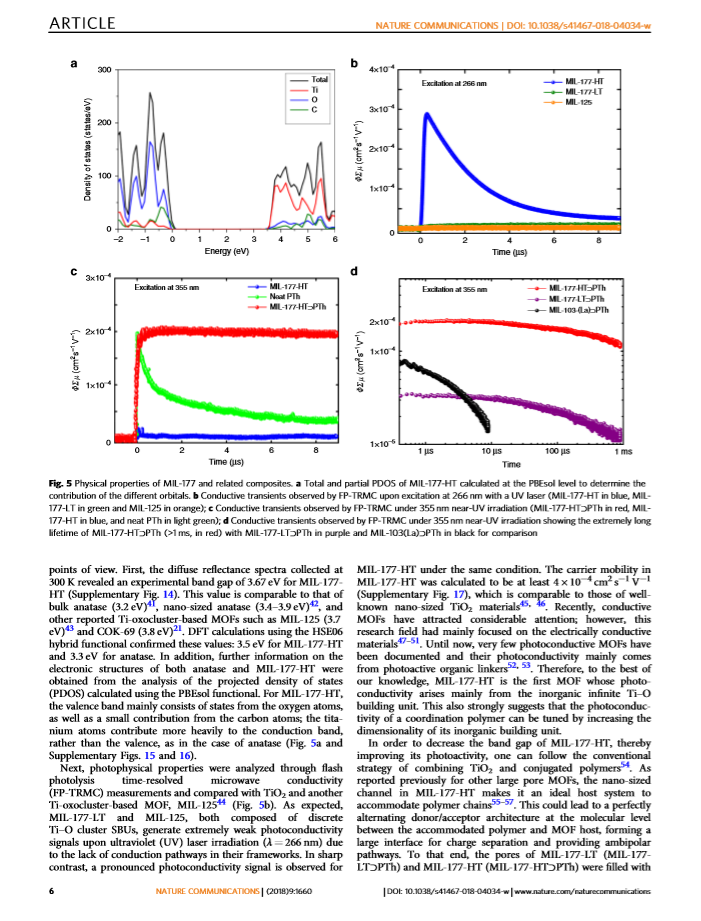 ARTICLE
NATURE COMMUNICATIONS | DOI: 10.1038/s41467-018-04034-w
a
300
200
100
0
Density of states (states/eV)
Total
Ti
O
C
−2 −1 0 1 2 3 4 5 6
Energy (eV)
b
4×10⁻⁴
3×10⁻⁴
2×10⁻⁴
1×10⁻⁴
0
ΦΣμ (cm² s⁻¹ V⁻¹)
Excitation at 266 nm
MIL-177-HT
MIL-177-LT
MIL-125
0 2 4 6 8
Time (µs)
c
3×10⁻⁴
2×10⁻⁴
1×10⁻⁴
0
ΦΣμ (cm² s⁻¹ V⁻¹)
Excitation at 355 nm
MIL-177-HT
Neat PTh
MIL-177-HT⊃PTh
0 2 4 6 8
Time (µs)
d
2×10⁻⁴
1×10⁻⁴
1×10⁻⁵
ΦΣμ (cm² s⁻¹ V⁻¹)
Excitation at 355 nm
MIL-177-HT⊃PTh
MIL-177-LT⊃PTh
MIL-103-(La)⊃PTh
1 µs 10 µs 100 µs 1 ms
Time
Fig. 5 Physical properties of MIL-177 and related composites. a Total and partial PDOS of MIL-177-HT calculated at the PBEsol level to determine the
contribution of the different orbitals. b Conductive transients observed by FP-TRMC upon excitation at 266 nm with a UV laser (MIL-177-HT in blue, MIL-
177-LT in green and MIL-125 in orange); c Conductive transients observed by FP-TRMC under 355 nm near-UV irradiation (MIL-177-HT⊃PTh in red, MIL-
177-HT in blue, and neat PTh in light green); d Conductive transients observed by FP-TRMC under 355 nm near-UV irradiation showing the extremely long
lifetime of MIL-177-HT⊃PTh (>1 ms, in red) with MIL-177-LT⊃PTh in purple and MIL-103(La)⊃PTh in black for comparison
points of view. First, the diffuse reflectance spectra collected at
300 K revealed an experimental band gap of 3.67 eV for MIL-177-
HT (Supplementary Fig. 14). This value is comparable to that of
bulk anatase (3.2 eV)⁴¹, nano-sized anatase (3.4–3.9 eV)⁴², and
other reported Ti-oxocluster-based MOFs such as MIL-125 (3.7
eV)⁴³ and COK-69 (3.8 eV)²¹. DFT calculations using the HSE06
hybrid functional confirmed these values: 3.5 eV for MIL-177-HT
and 3.3 eV for anatase. In addition, further information on the
electronic structures of both anatase and MIL-177-HT were
obtained from the analysis of the projected density of states
(PDOS) calculated using the PBEsol functional. For MIL-177-HT,
the valence band mainly consists of states from the oxygen atoms,
as well as a small contribution from the carbon atoms; the tita-
nium atoms contribute more heavily to the conduction band,
rather than the valence, as in the case of anatase (Fig. 5a and
Supplementary Figs. 15 and 16).
Next, photophysical properties were analyzed through flash
photolysis time-resolved microwave conductivity
(FP-TRMC) measurements and compared with TiO₂ and another
Ti-oxocluster-based MOF, MIL-125⁴⁴ (Fig. 5b). As expected,
MIL-177-LT and MIL-125, both composed of discrete
Ti–O cluster SBUs, generate extremely weak photoconductivity
signals upon ultraviolet (UV) laser irradiation (λ = 266 nm) due
to the lack of conduction pathways in their frameworks. In sharp
contrast, a pronounced photoconductivity signal is observed for
MIL-177-HT under the same condition. The carrier mobility in
MIL-177-HT was calculated to be at least 4 × 10⁻⁴ cm² s⁻¹ V⁻¹
(Supplementary Fig. 17), which is comparable to those of well-
known nano-sized TiO₂ materials⁴⁵, ⁴⁶. Recently, conductive
MOFs have attracted considerable attention; however, this
research field had mainly focused on the electrically conductive
materials⁴⁷⁻⁵¹. Until now, very few photoconductive MOFs have
been documented and their photoconductivity mainly comes
from photoactive organic linkers⁵², ⁵³. Therefore, to the best of
our knowledge, MIL-177-HT is the first MOF whose photo-
conductivity arises mainly from the inorganic infinite Ti–O
building unit. This also strongly suggests that the photoconduc-
tivity of a coordination polymer can be tuned by increasing the
dimensionality of its inorganic building unit.
In order to decrease the band gap of MIL-177-HT, thereby
improving its photoactivity, one can follow the conventional
strategy of combining TiO₂ and conjugated polymers⁵⁴. As
reported previously for other large pore MOFs, the nano-sized
channel in MIL-177-HT makes it an ideal host system to
accommodate polymer chains⁵⁵⁻⁵⁷. This could lead to a perfectly
alternating donor/acceptor architecture at the molecular level
between the accommodated polymer and MOF host, forming a
large interface for charge separation and providing ambipolar
pathways. To that end, the pores of MIL-177-LT (MIL-177-
LT⊃PTh) and MIL-177-HT (MIL-177-HT⊃PTh) were filled with
6
NATURE COMMUNICATIONS | (2018)9:1660
| DOI: 10.1038/s41467-018-04034-w | www.nature.com/naturecommunications